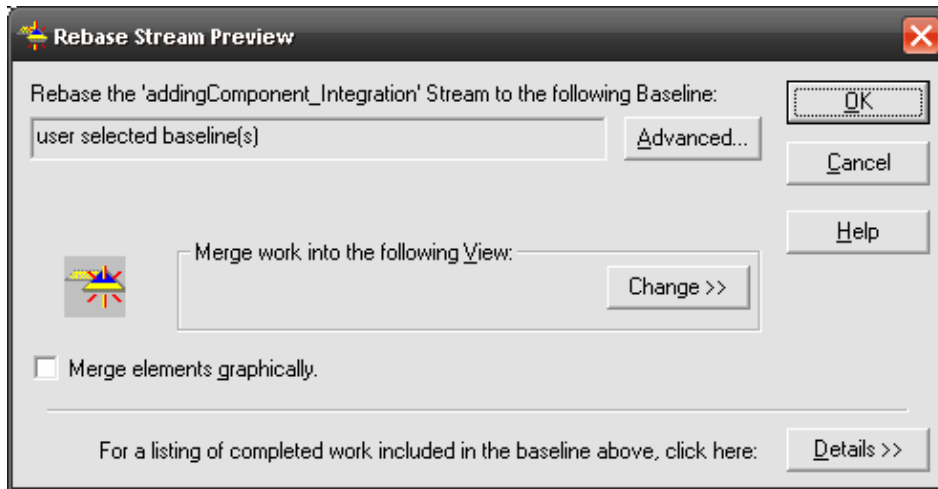 Rebase Stream Preview
Rebase the 'addingComponent_Integration' Stream to the following Baseline:
OK
user selected baseline(s)
Advanced...
Cancel
Help
Merge work into the following View:
Change >>
Merge elements graphically.
For a listing of completed work included in the baseline above, click here:
Details >>